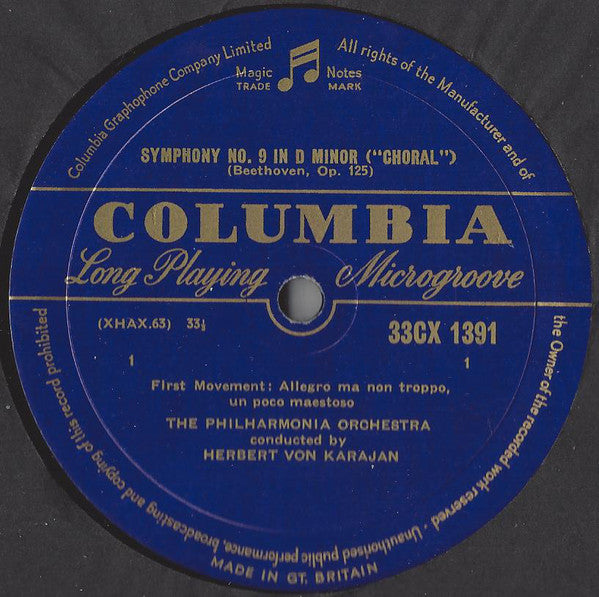 Columbia Graphophone Company Limited
All rights of the Manufacturer and of
the Owner of the recorded work reserved - Unauthorised public performance, broadcasting and copying of this record prohibited
Magic Notes
TRADE MARK
SYMPHONY NO. 9 IN D MINOR ("CHORAL")
(Beethoven, Op. 125)
COLUMBIA
Long Playing Microgroove
(XHAX.63) 33⅓
33CX 1391
1 1
First Movement: Allegro ma non troppo,
un poco maestoso
THE PHILHARMONIA ORCHESTRA
conducted by
HERBERT VON KARAJAN
MADE IN GT. BRITAIN